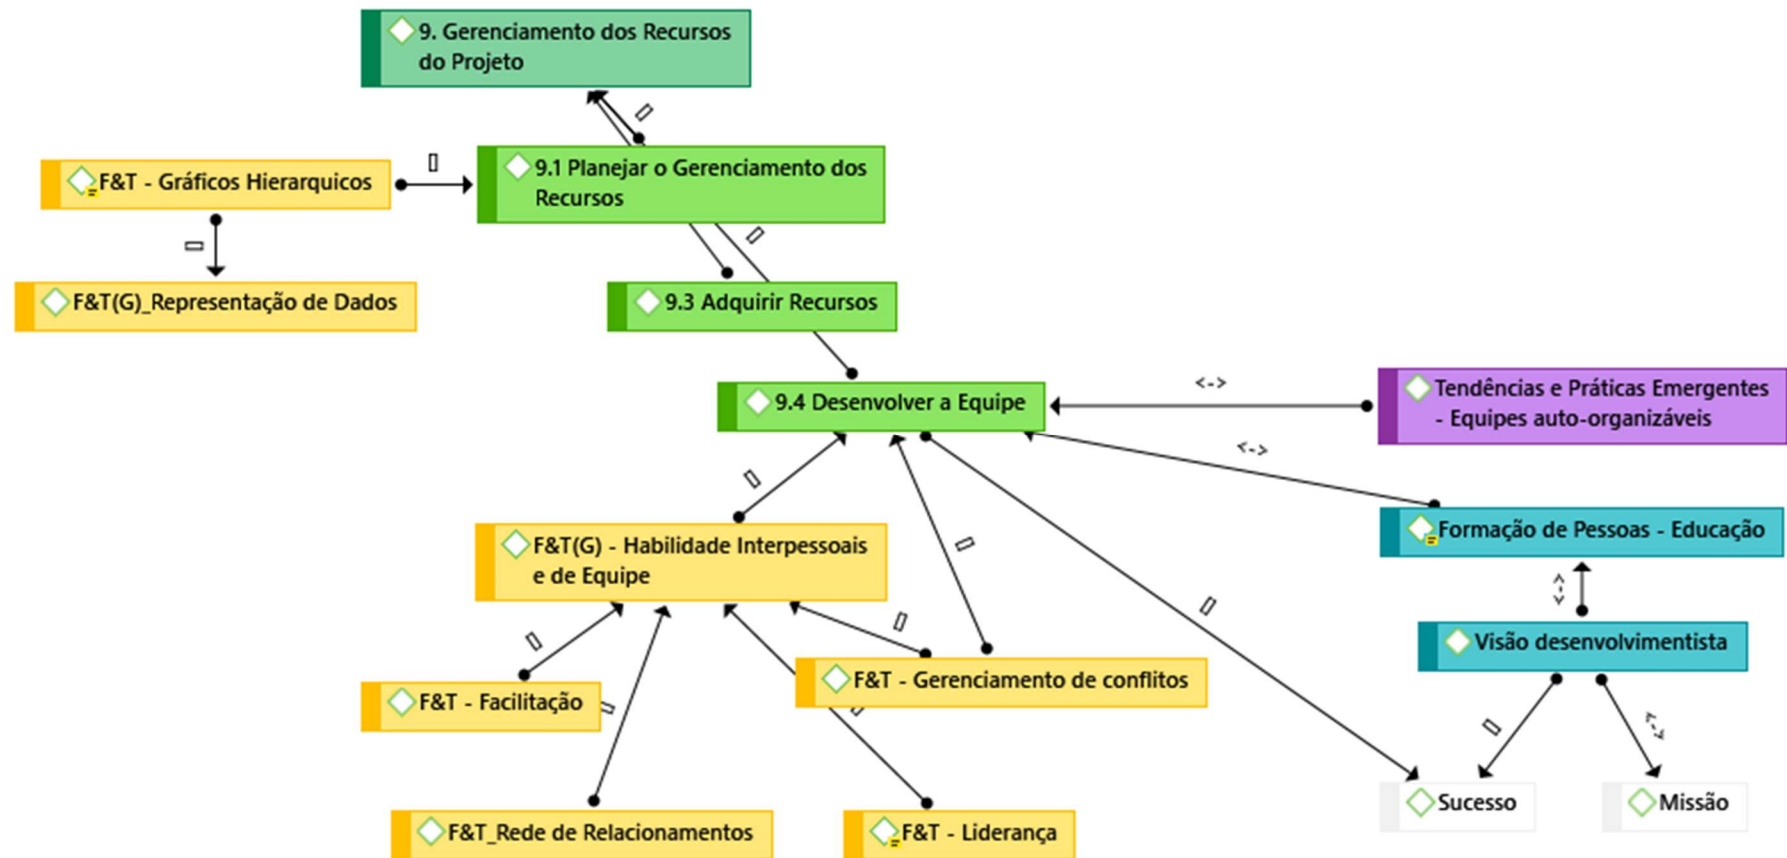 9. Gerenciamento dos Recursos
do Projeto
[]
F&T - Gráficos Hierarquicos
[]
9.1 Planejar o Gerenciamento dos
Recursos
[]
[]
F&T(G)_Representação de Dados
9.3 Adquirir Recursos
9.4 Desenvolver a Equipe
<->
Tendências e Práticas Emergentes
- Equipes auto-organizáveis
<->
[]
F&T(G) - Habilidade Interpessoais
e de Equipe
[]
Formação de Pessoas - Educação
<->
[]
[]
[]
Visão desenvolvimentista
F&T - Facilitação
[]
F&T - Gerenciamento de conflitos
[]
[]
<->
F&T_Rede de Relacionamentos
F&T - Liderança
Sucesso
Missão